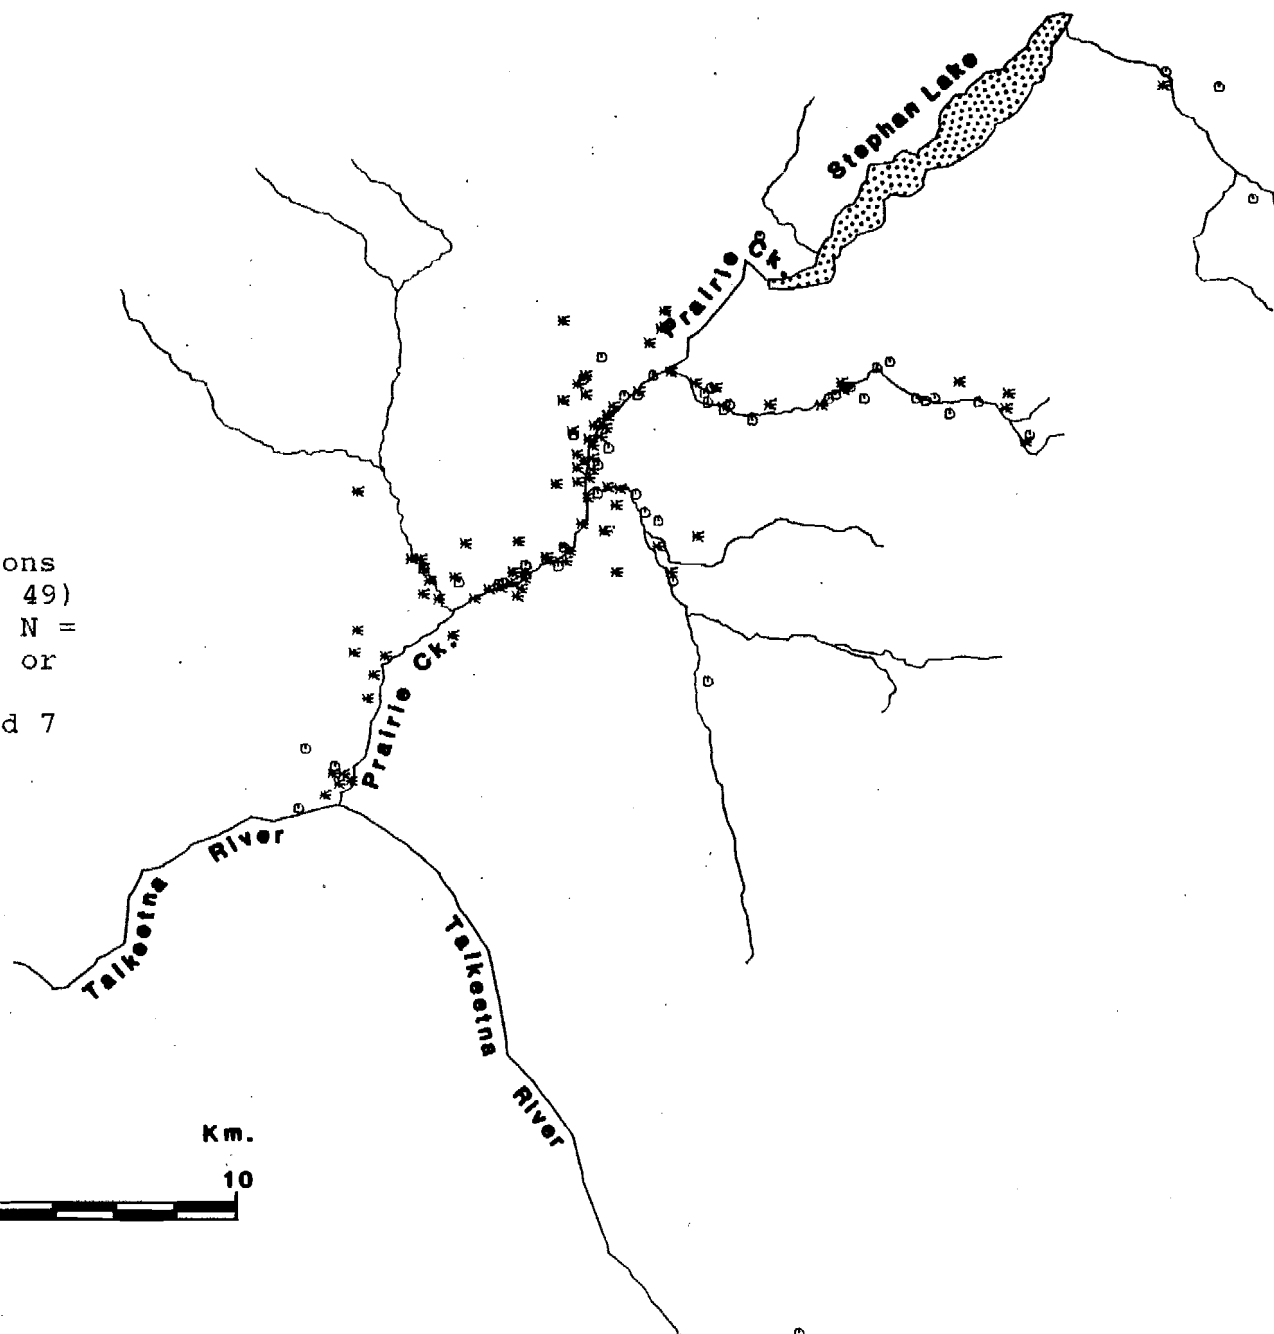 Stephan Lake
Prairie Ck.
ons
49)
N =
or
d 7
Prairie Ck.
Talkeetna River
Talkeetna River
Km.
10